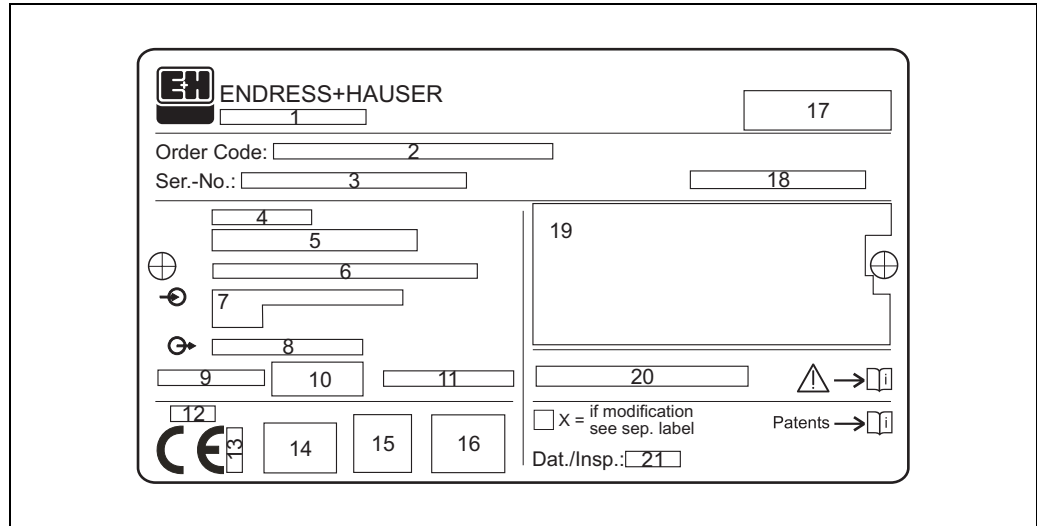 E+H
ENDRESS+HAUSER
1
17
Order Code: 2
Ser.-No.: 3
18
4
5
6
7
8
9
10
11
12
13
14
15
16
19
20
i
X = if modification
see sep. label
Patents
i
Dat./Insp.: 21
CE